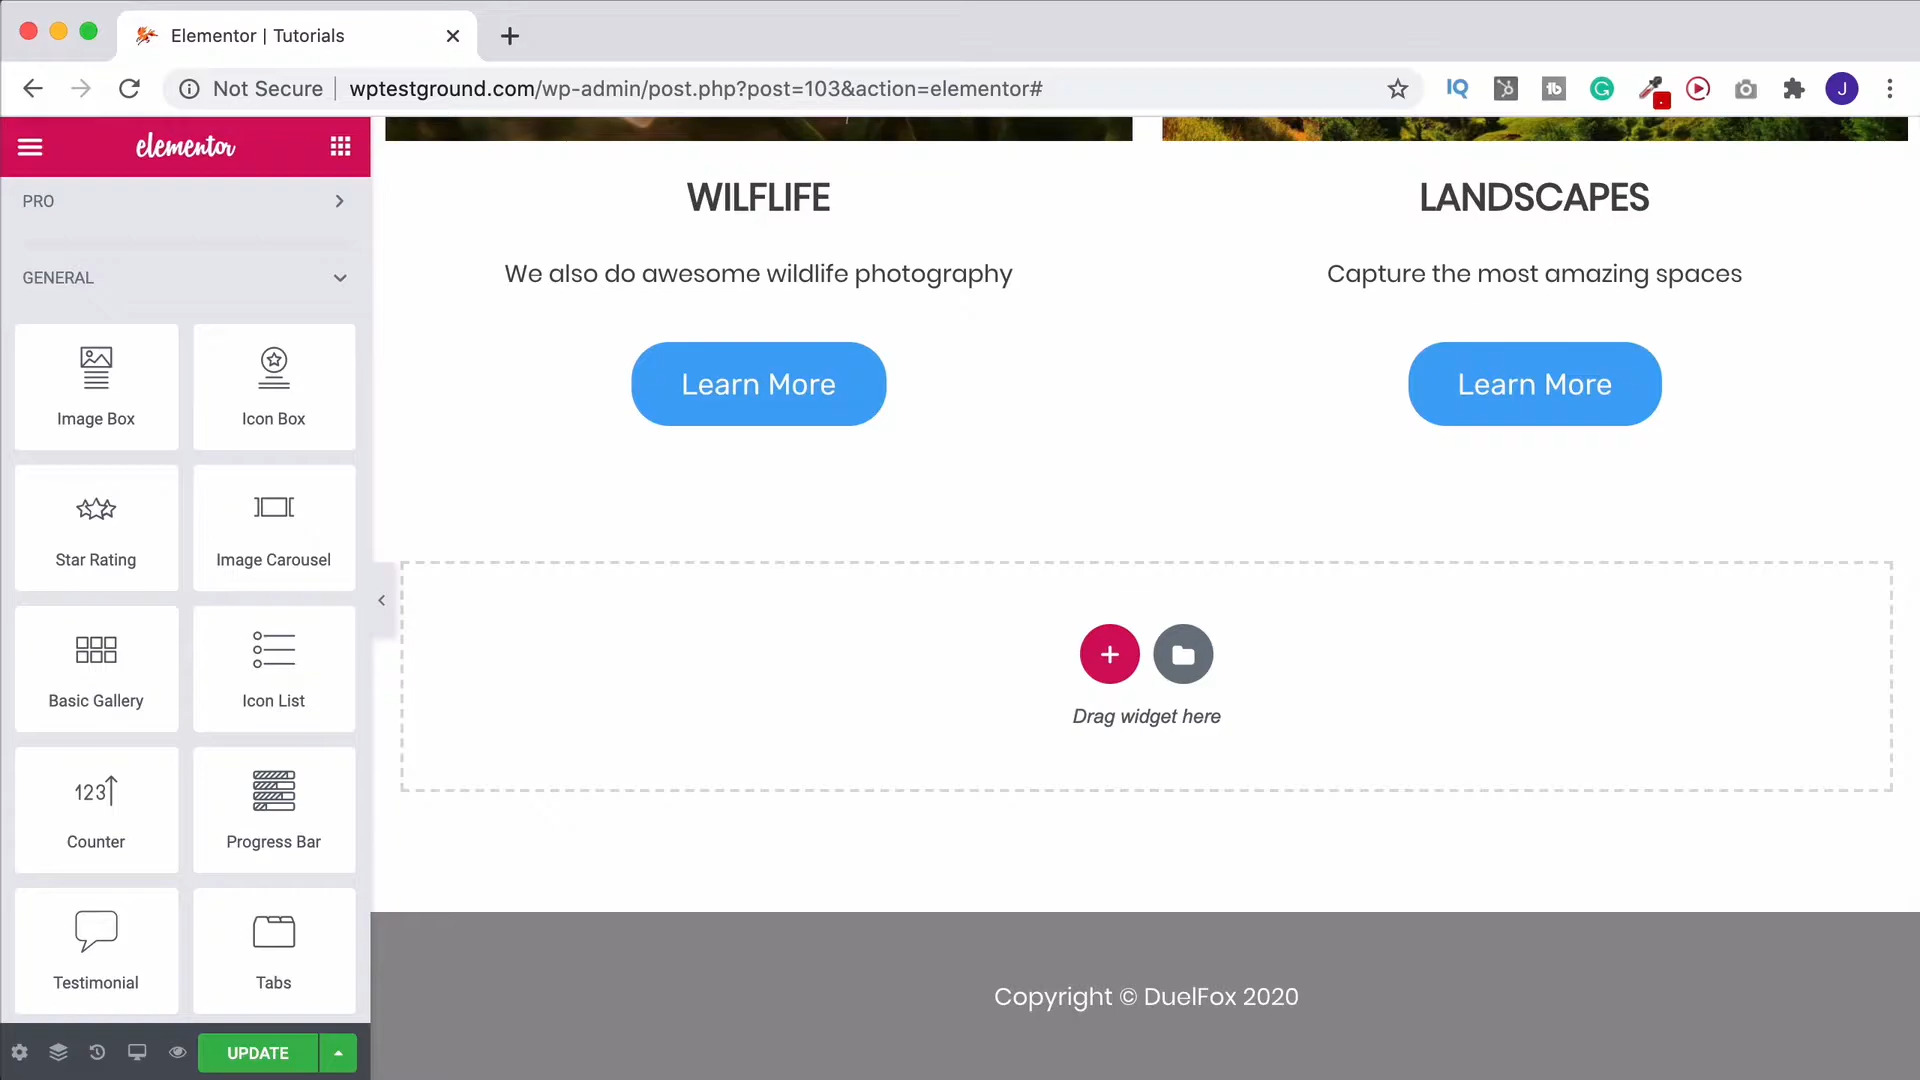 Elementor | Tutorials
Not Secure wptestground.com/wp-admin/post.php?post=103&action=elementor#
IQ
tb
G
J
elementor
PRO
GENERAL
Image Box
Icon Box
Star Rating
Image Carousel
Basic Gallery
Icon List
123
Counter
Progress Bar
Testimonial
Tabs
UPDATE
WILFLIFE
LANDSCAPES
We also do awesome wildlife photography
Capture the most amazing spaces
Learn More
Learn More
Drag widget here
Copyright © DuelFox 2020